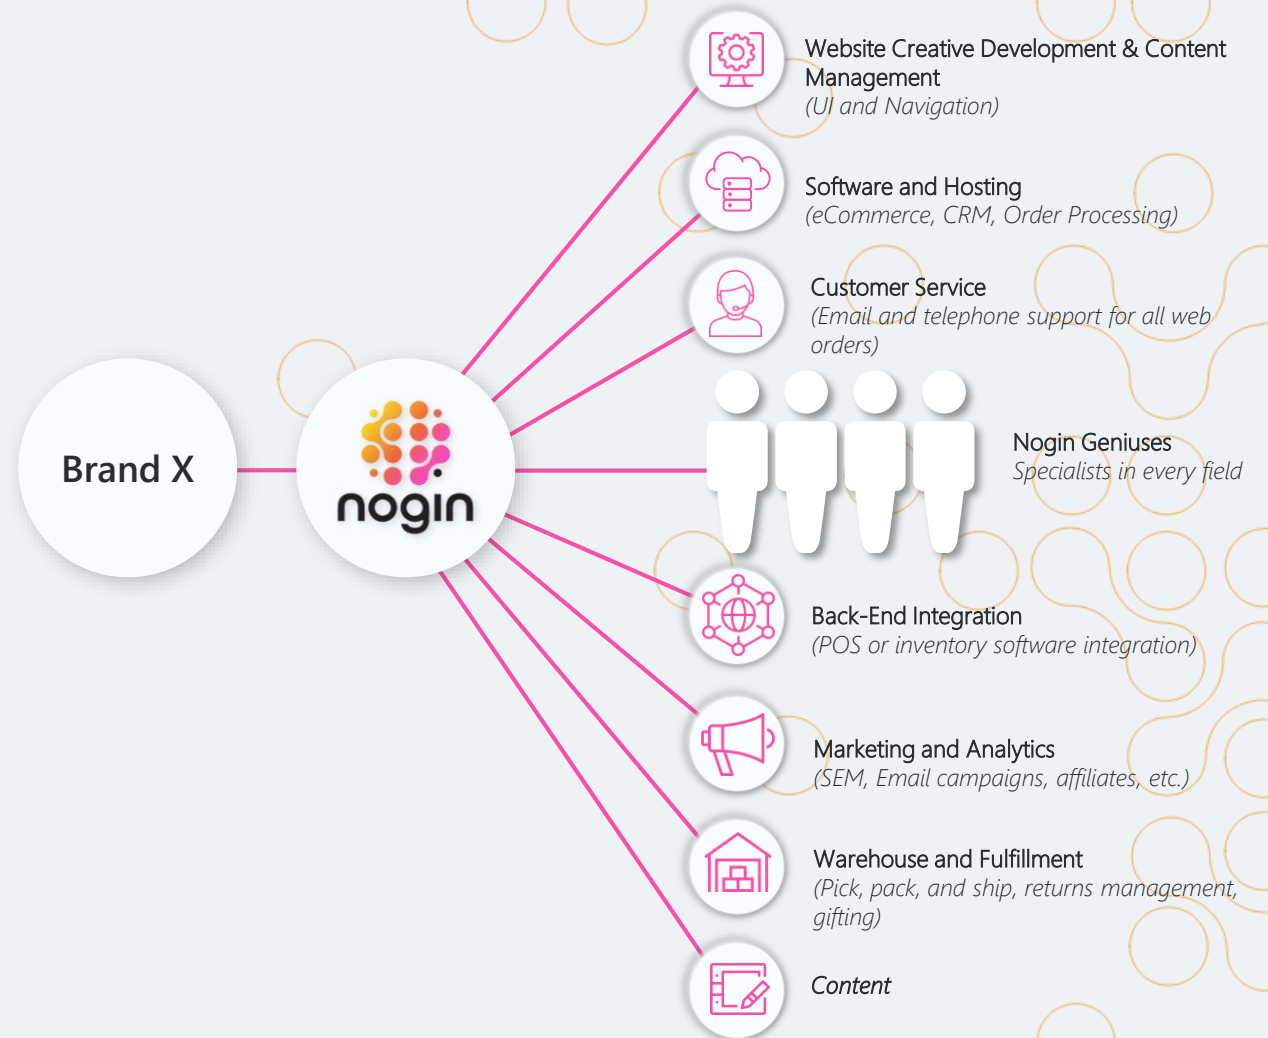 Website Creative Development & Content
Management
(UI and Navigation)
Software and Hosting
(eCommerce, CRM, Order Processing)
Customer Service
(Email and telephone support for all web
orders)
Brand X
nogin
Nogin Geniuses
Specialists in every field
Back-End Integration
(POS or inventory software integration)
Marketing and Analytics
(SEM, Email campaigns, affiliates, etc.)
Warehouse and Fulfillment
(Pick, pack, and ship, returns management,
gifting)
Content